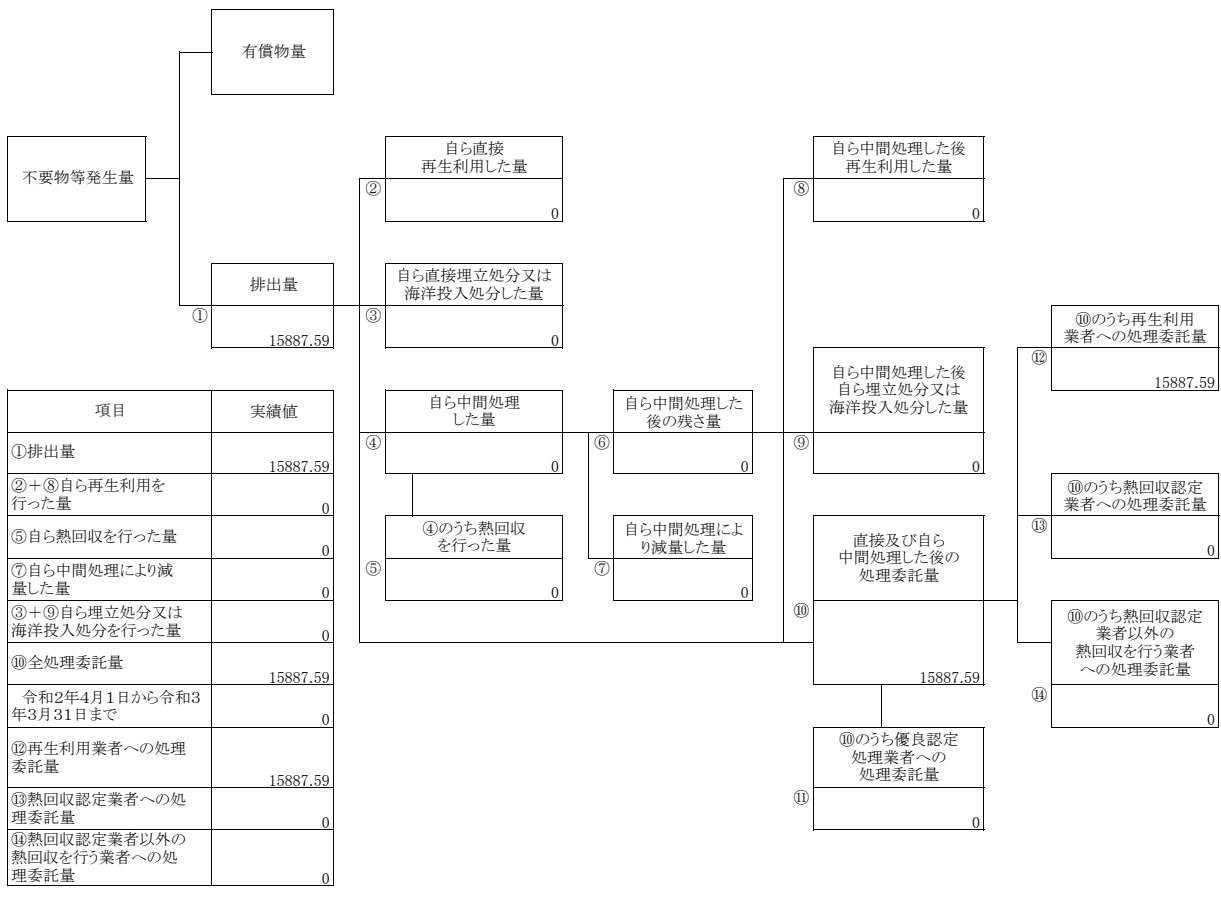 有償物量
不要物等発生量
自ら直接
再生利用した量
②
0
自ら中間処理した後
再生利用した量
⑧
0
排出量
①
15887.59
自ら直接埋立処分又は
海洋投入処分した量
③
0
⑩のうち再生利用
業者への処理委託量
⑫
15887.59
自ら中間処理
した量
④
0
自ら中間処理した
後の残さ量
⑥
0
自ら中間処理した後
自ら埋立処分又は
海洋投入処分した量
⑨
0
⑩のうち熱回収認定
業者への処理委託量
⑬
0
④のうち熱回収
を行った量
⑤
0
自ら中間処理によ
り減量した量
⑦
0
直接及び自ら
中間処理した後の
処理委託量
⑩
15887.59
⑩のうち熱回収認定
業者以外の
熱回収を行う業者
への処理委託量
⑭
0
⑩のうち優良認定
処理業者への
処理委託量
⑪
0
項目 実績値
①排出量
15887.59
②+⑧自ら再生利用を
行った量
0
⑤自ら熱回収を行った量
0
⑦自ら中間処理により減
量した量
0
③+⑨自ら埋立処分又は
海洋投入処分を行った量
0
⑩全処理委託量
15887.59
令和2年4月1日から令和3
年3月31日まで
0
⑫再生利用業者への処理
委託量
15887.59
⑬熱回収認定業者への処
理委託量
0
⑭熱回収認定業者以外の
熱回収を行う業者への処
理委託量
0